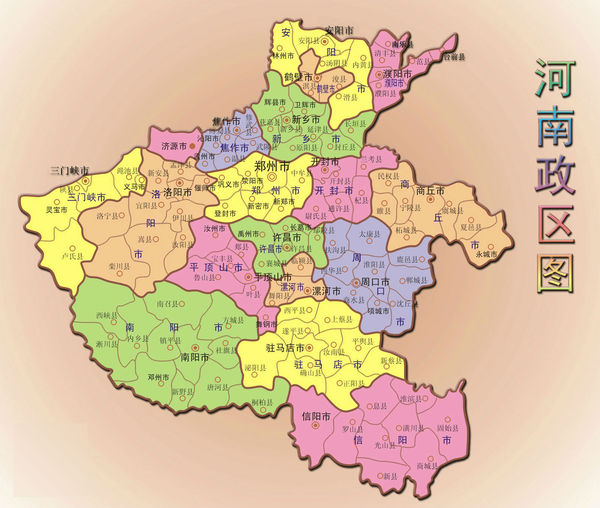 河南政区图
安阳市
安阳县
安
阳
市
林州市
汤阴县
内黄县
滑县
鹤壁市
鹤壁市
浚县
淇县
南乐县
清丰县
台前县
范县
濮阳市
濮阳市
濮阳县
辉县市
卫辉市
新乡市
新乡县
新
乡
市
延津县
原阳县
封丘县
长垣县
焦作市
焦作市
修武县
沁阳市
济源市
三门峡市
三门峡市
渑池县
义马市
灵宝市
卢氏县
新安县
孟津县
洛阳市
洛
阳
市
偃师市
宜阳县
洛宁县
伊川县
嵩县
汝阳县
栾川县
郑州市
郑州市
巩义市
荥阳市
中牟县
新密市
新郑市
登封市
开封市
开封市
开封县
兰考县
杞县
通许县
尉氏县
民权县
商丘市
商
丘
市
睢县
宁陵县
虞城县
柘城县
夏邑县
永城市
汝州市
郏县
宝丰县
平顶山市
平顶山市
鲁山县
叶县
舞钢市
禹州市
长葛市
许昌市
许昌市
许昌县
襄城县
鄢陵县
临颍县
漯河市
漯河市
舞阳县
扶沟县
太康县
周
口
市
周口市
西华县
淮阳县
鹿邑县
郸城县
商水县
项城市
沈丘县
南召县
西峡县
方城县
南阳市
南阳市
内乡县
镇平县
淅川县
社旗县
邓州市
新野县
唐河县
桐柏县
西平县
上蔡县
遂平县
驻马店市
驻马店市
汝南县
平舆县
新蔡县
泌阳县
确山县
正阳县
信阳市
信阳市
息县
淮滨县
罗山县
潢川县
固始县
光山县
商城县
新县